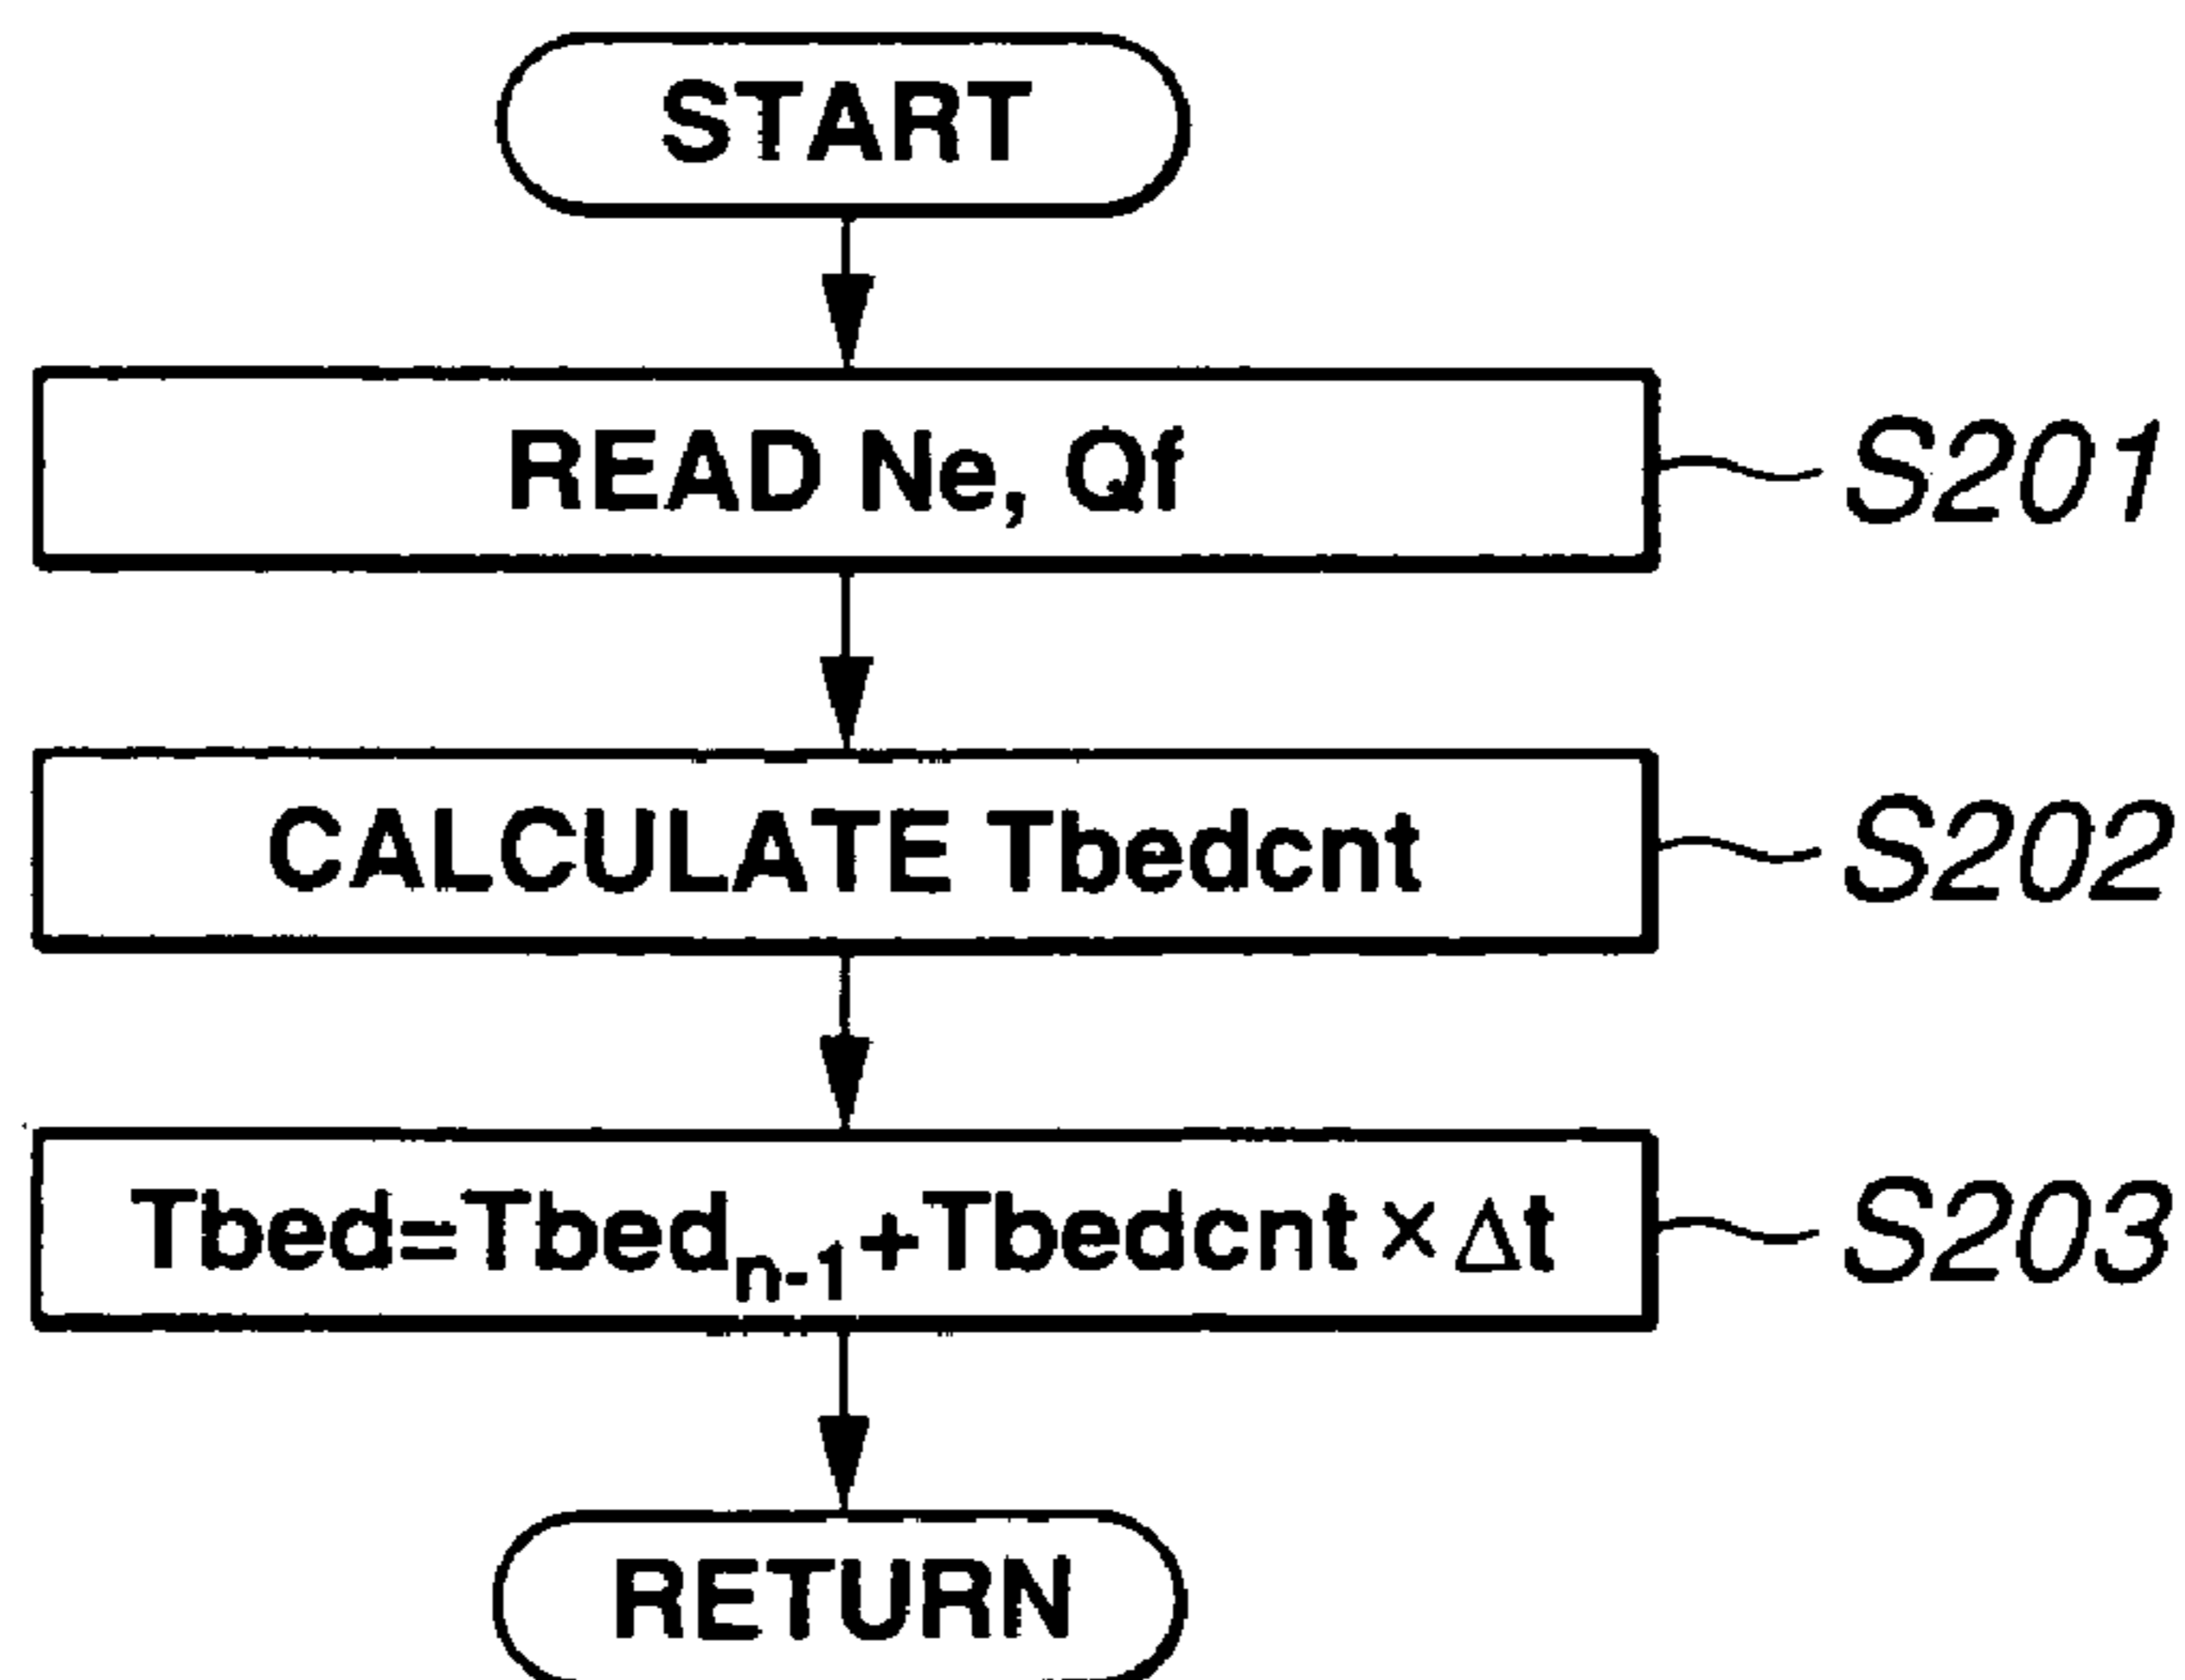 START
READ Ne, Qf
S201
CALCULATE Tbedcnt
S202
Tbed=Tbedn-1+Tbedcnt×Δt
S203
RETURN